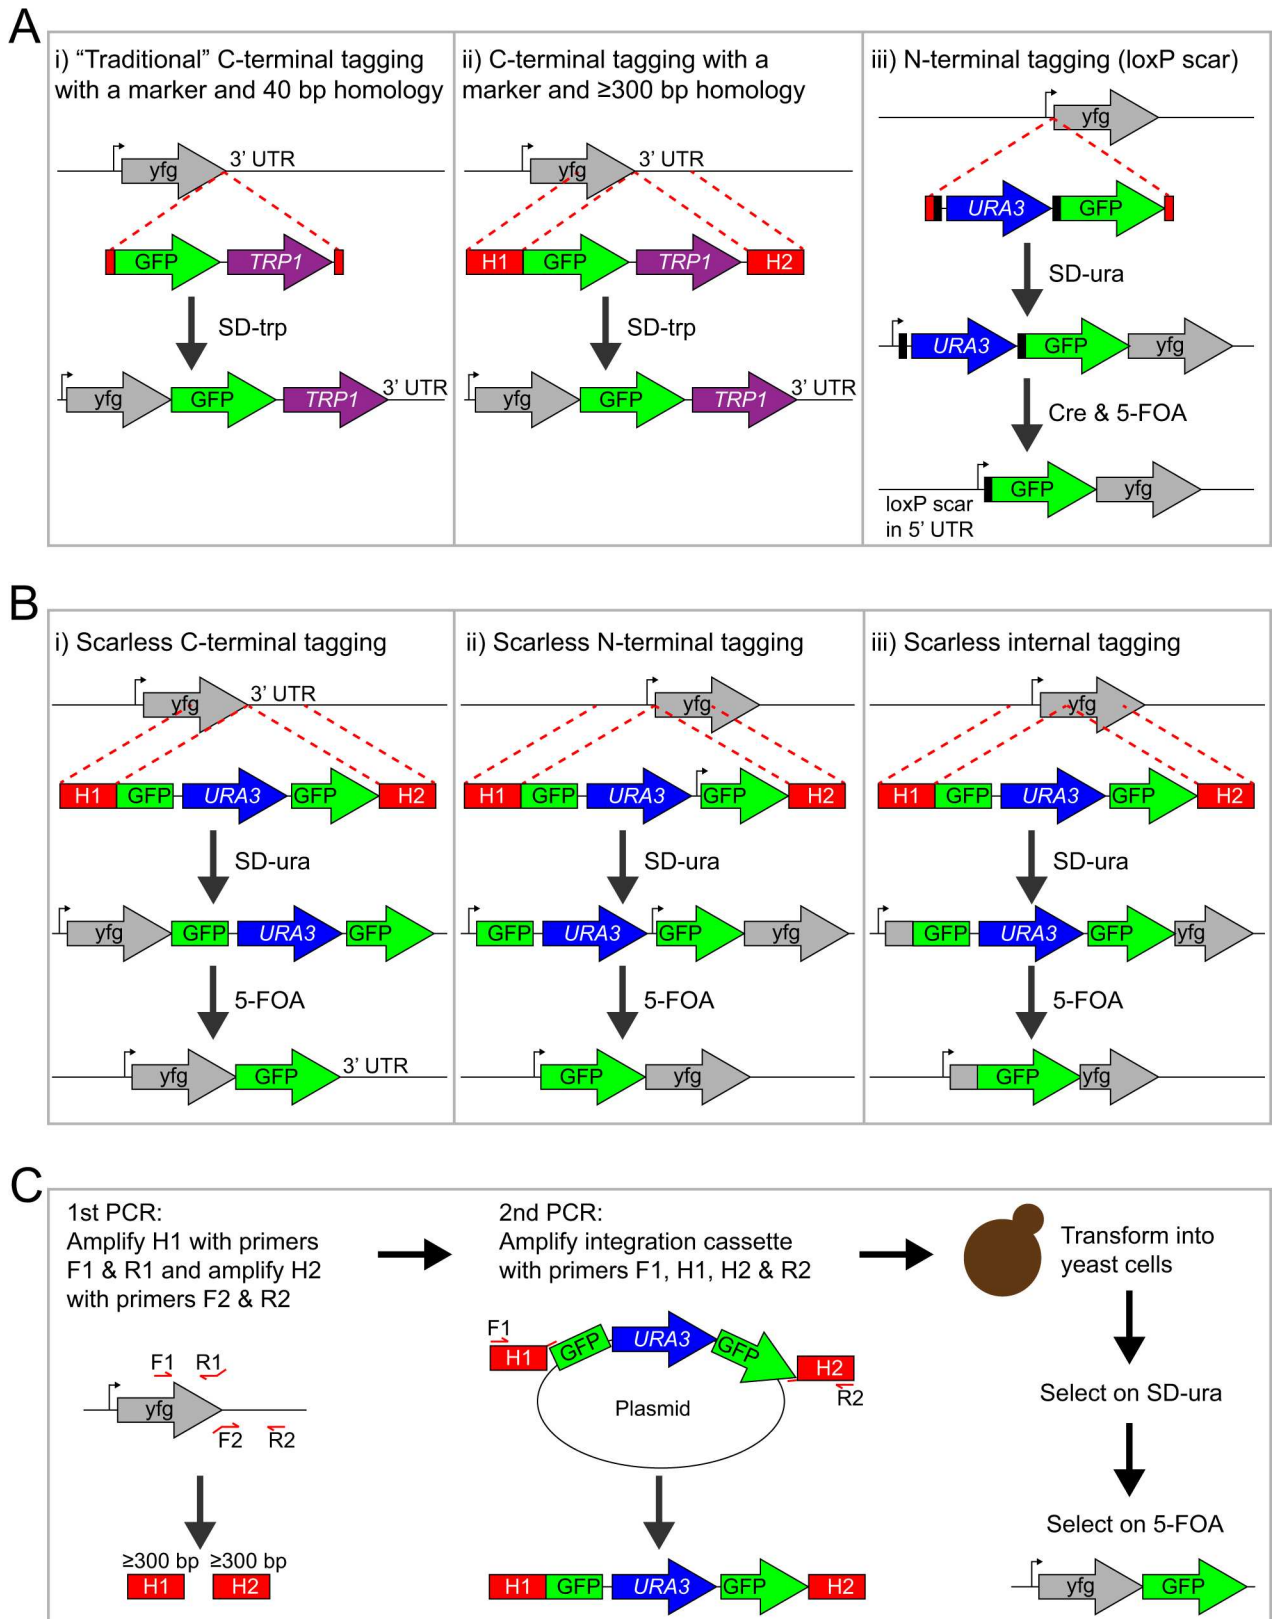 A
i) “Traditional” C-terminal tagging
with a marker and 40 bp homology
yfg
3’ UTR
GFP
TRP1
SD-trp
yfg
GFP
TRP1
3’ UTR
ii) C-terminal tagging with a
marker and ≥300 bp homology
yfg
3’ UTR
H1
GFP
TRP1
H2
SD-trp
yfg
GFP
TRP1
3’ UTR
iii) N-terminal tagging (loxP scar)
yfg
URA3
GFP
SD-ura
URA3
GFP
yfg
Cre & 5-FOA
GFP
yfg
loxP scar
in 5’ UTR
B
i) Scarless C-terminal tagging
yfg
3’ UTR
H1
GFP
URA3
GFP
H2
SD-ura
yfg
GFP
URA3
GFP
5-FOA
yfg
GFP
3’ UTR
ii) Scarless N-terminal tagging
yfg
H1
GFP
URA3
GFP
H2
SD-ura
GFP
URA3
GFP
yfg
5-FOA
GFP
yfg
iii) Scarless internal tagging
yfg
H1
GFP
URA3
GFP
H2
SD-ura
GFP
URA3
GFP
yfg
5-FOA
GFP
yfg
C
1st PCR:
Amplify H1 with primers
F1 & R1 and amplify H2
with primers F2 & R2
F1
R1
yfg
F2
R2
≥300 bp
≥300 bp
H1
H2
2nd PCR:
Amplify integration cassette
with primers F1, H1, H2 & R2
F1
H1
GFP
URA3
GFP
H2
R2
Plasmid
H1
GFP
URA3
GFP
H2
Transform into
yeast cells
Select on SD-ura
Select on 5-FOA
yfg
GFP